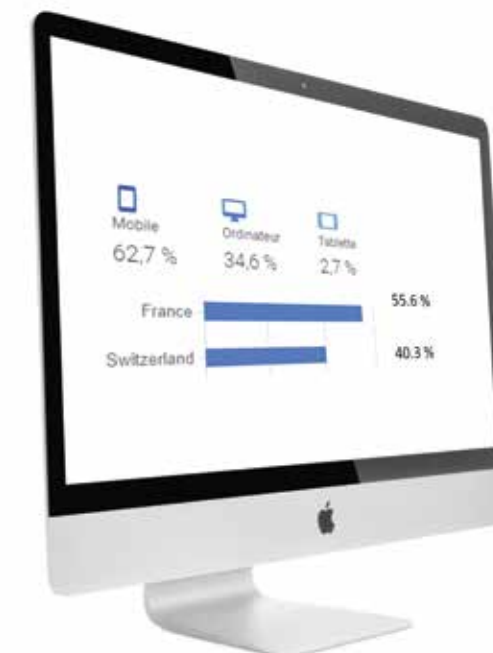 Mobile
62,7 %
Ordinateur
34,6 %
Tablette
2,7 %
France 55.6 %
Switzerland 40.3 %